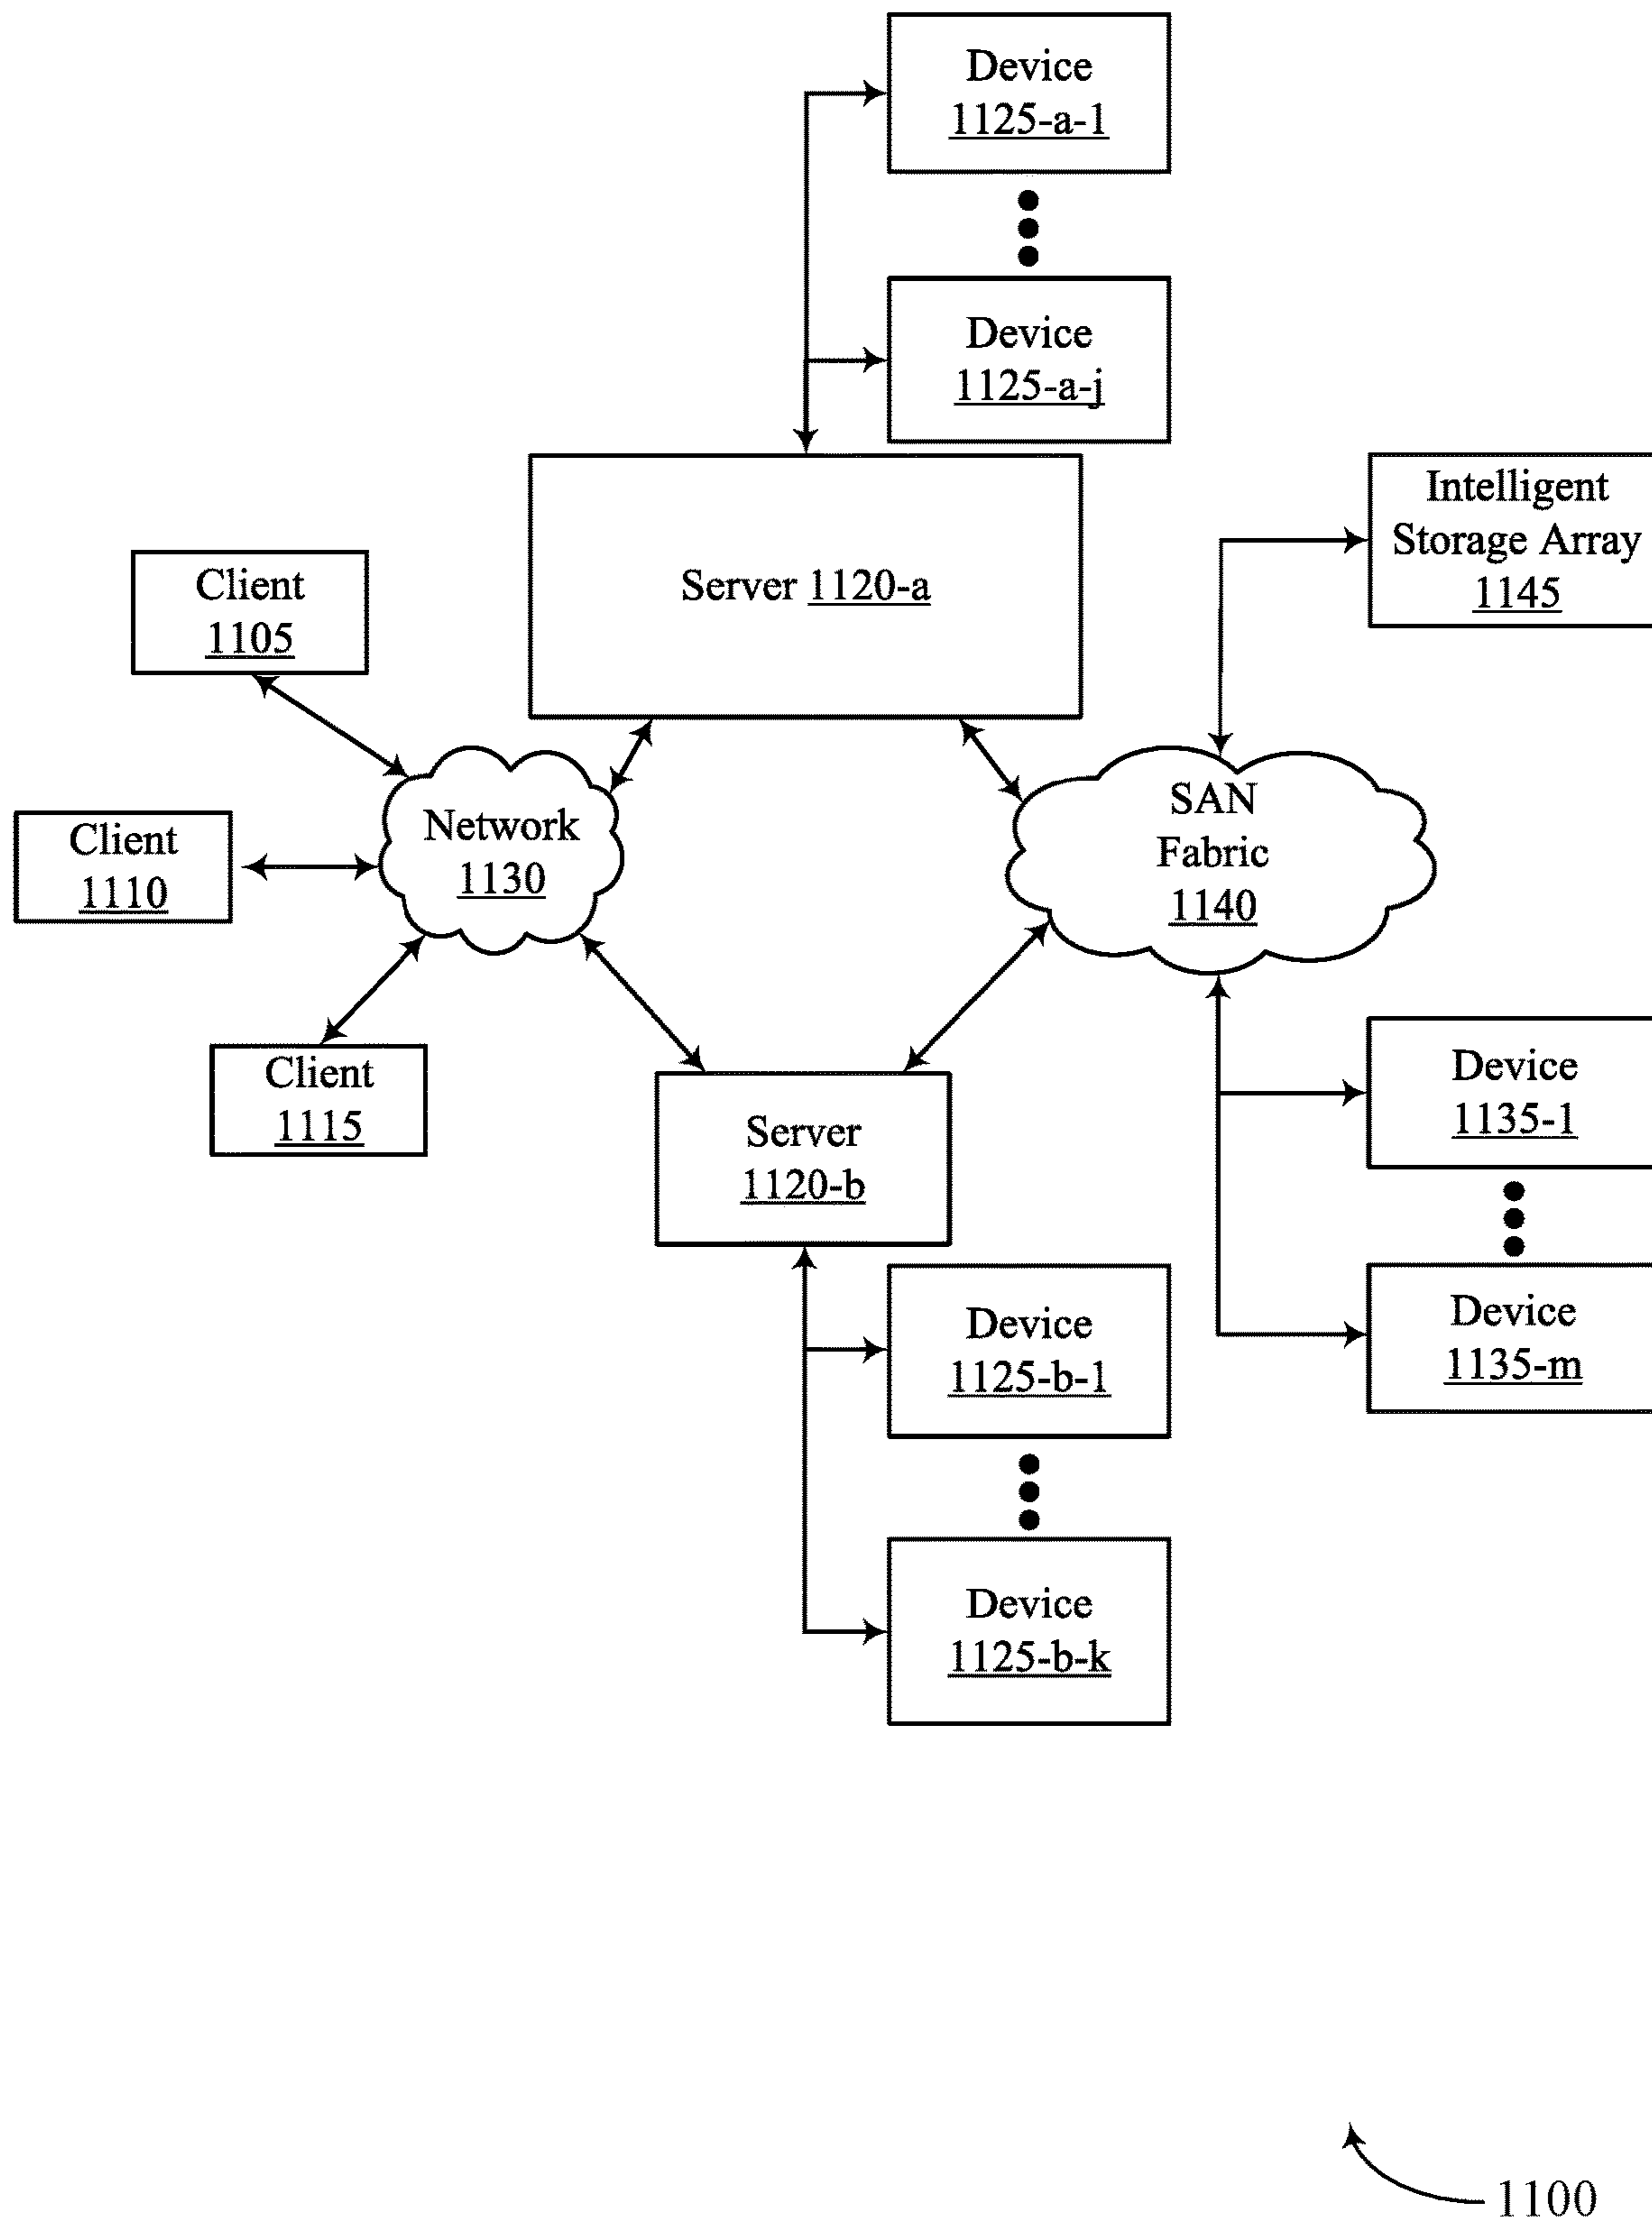 Device
1125-a-1
Device
1125-a-j
Server 1120-a
Intelligent
Storage Array
1145
Client
1105
Network
1130
SAN
Fabric
1140
Client
1110
Client
1115
Server
1120-b
Device
1135-1
Device
1135-m
Device
1125-b-1
Device
1125-b-k
1100